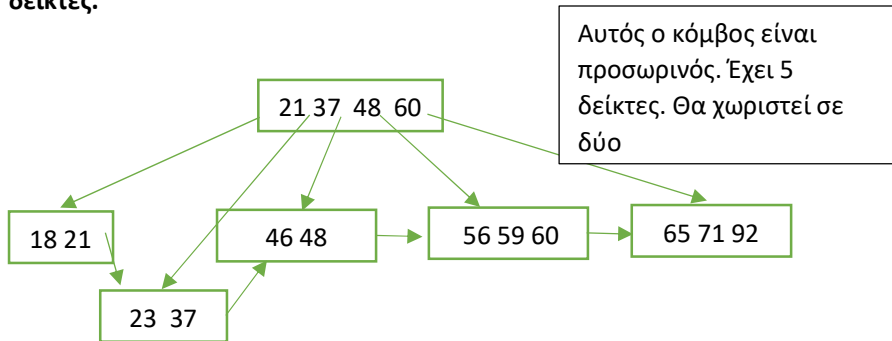 δείκτες.
Αυτός ο κόμβος είναι
προσωρινός. Έχει 5
δείκτες. Θα χωριστεί σε
δύο
21 37 48 60
18 21
46 48
56 59 60
65 71 92
23 37